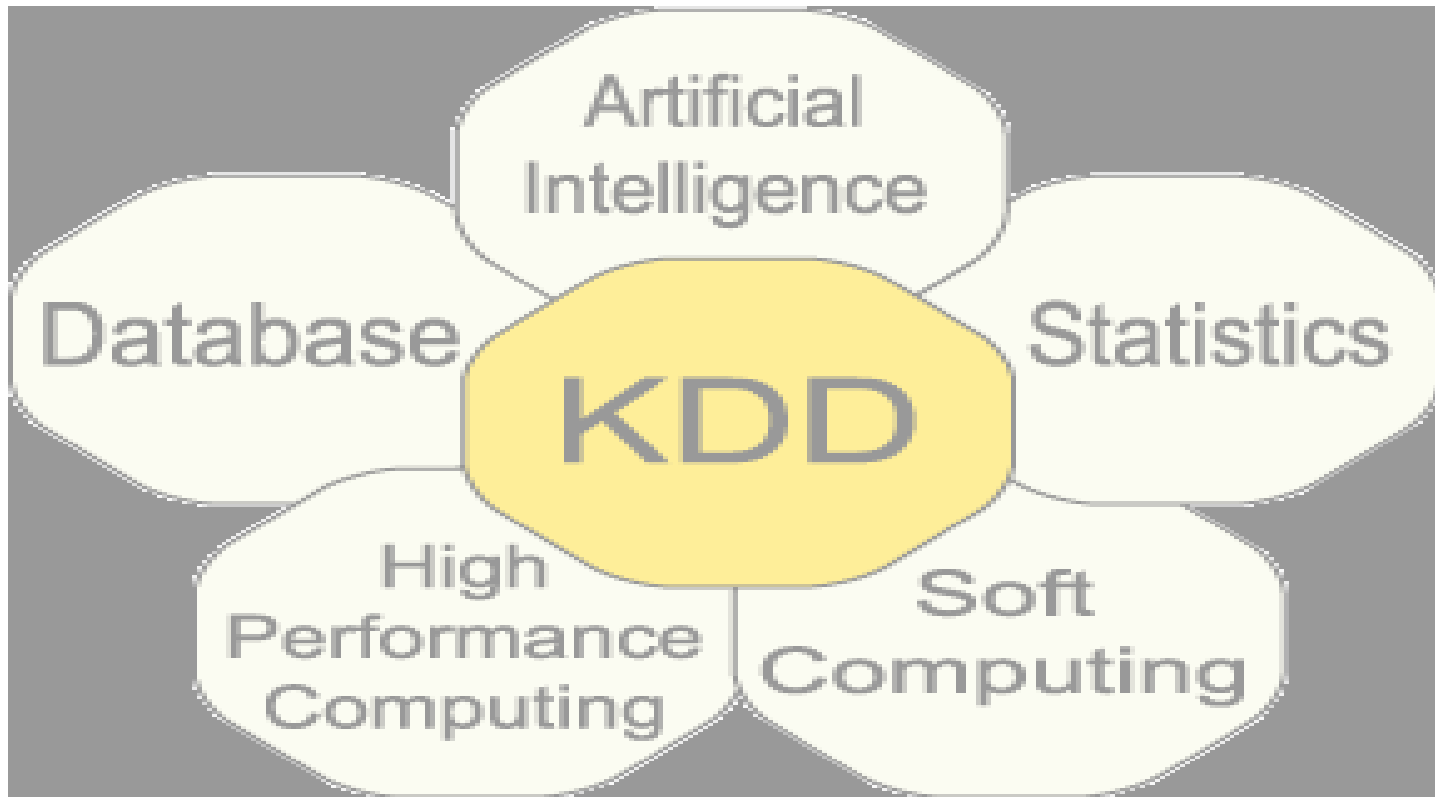 Artificial
Intelligence
Database
Statistics
KDD
High
Performance
Computing
Soft
Computing